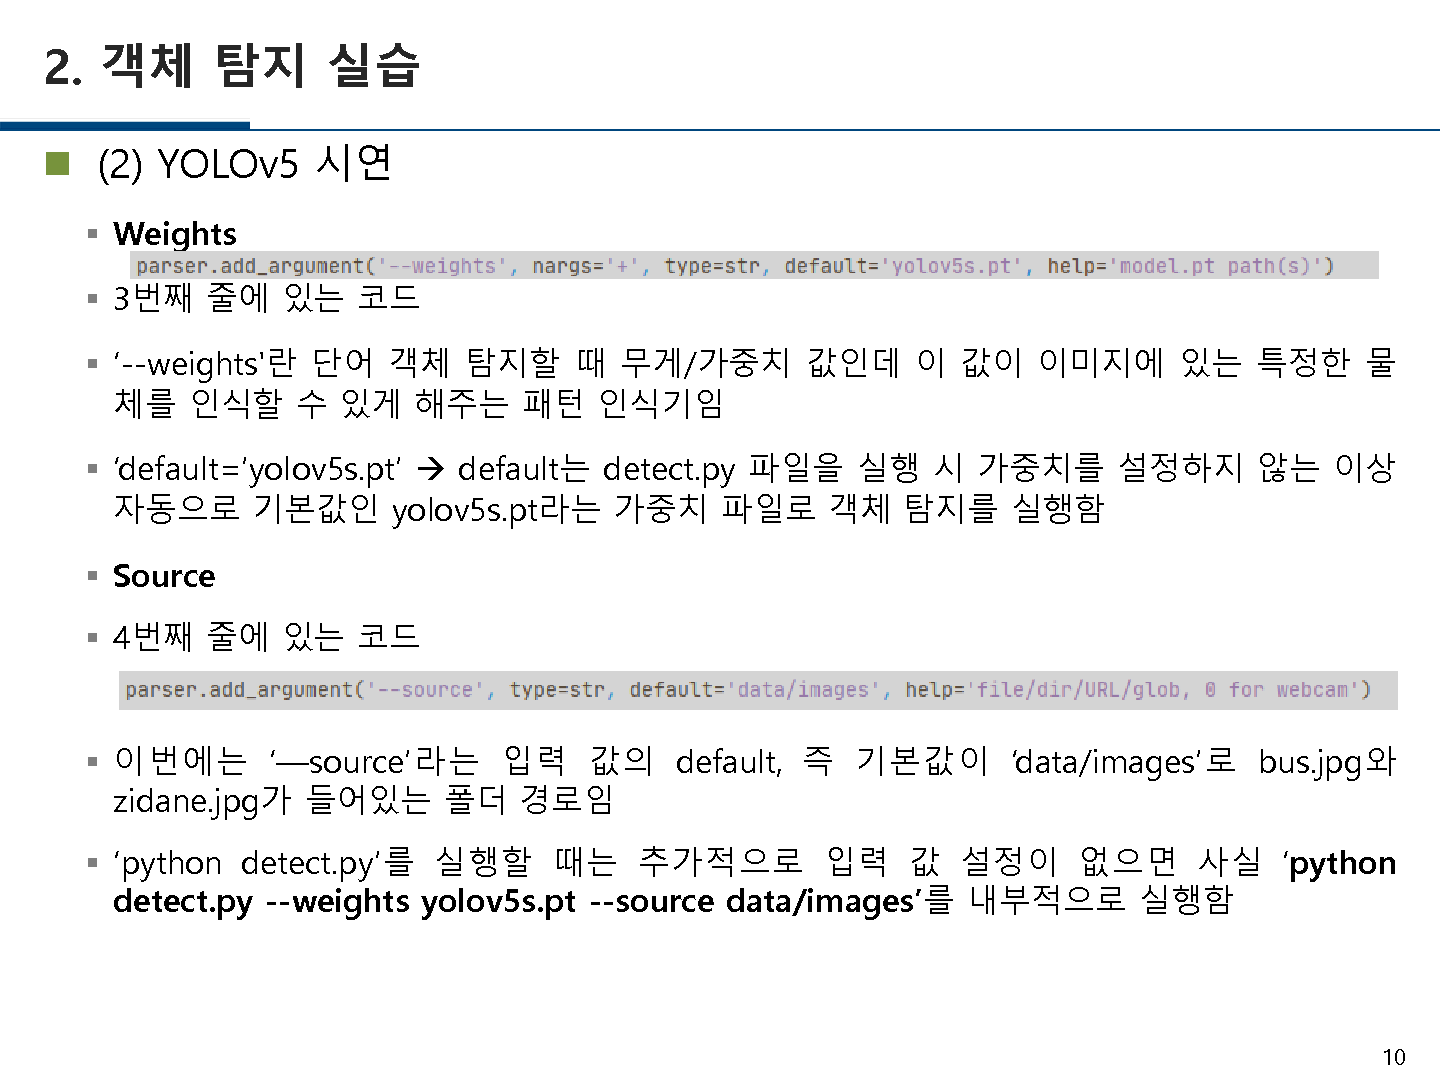 2. 객체 탐지 실습
■ (2) YOLOv5 시연
▪ Weights
parser.add_argument('--weights', nargs='+', type=str, default='yolov5s.pt', help='model.pt path(s)')
▪ 3번째 줄에 있는 코드
▪ ‘--weights'란 단어 객체 탐지할 때 무게/가중치 값인데 이 값이 이미지에 있는 특정한 물
체를 인식할 수 있게 해주는 패턴 인식기임
▪ ‘default=‘yolov5s.pt’ → default는 detect.py 파일을 실행 시 가중치를 설정하지 않는 이상
자동으로 기본값인 yolov5s.pt라는 가중치 파일로 객체 탐지를 실행함
▪ Source
▪ 4번째 줄에 있는 코드
parser.add_argument('--source', type=str, default='data/images', help='file/dir/URL/glob, 0 for webcam')
▪ 이번에는 ‘—source’라는 입력 값의 default, 즉 기본값이 ‘data/images’로 bus.jpg와
zidane.jpg가 들어있는 폴더 경로임
▪ ‘python detect.py’를 실행할 때는 추가적으로 입력 값 설정이 없으면 사실 ‘python
detect.py --weights yolov5s.pt --source data/images’를 내부적으로 실행함
10